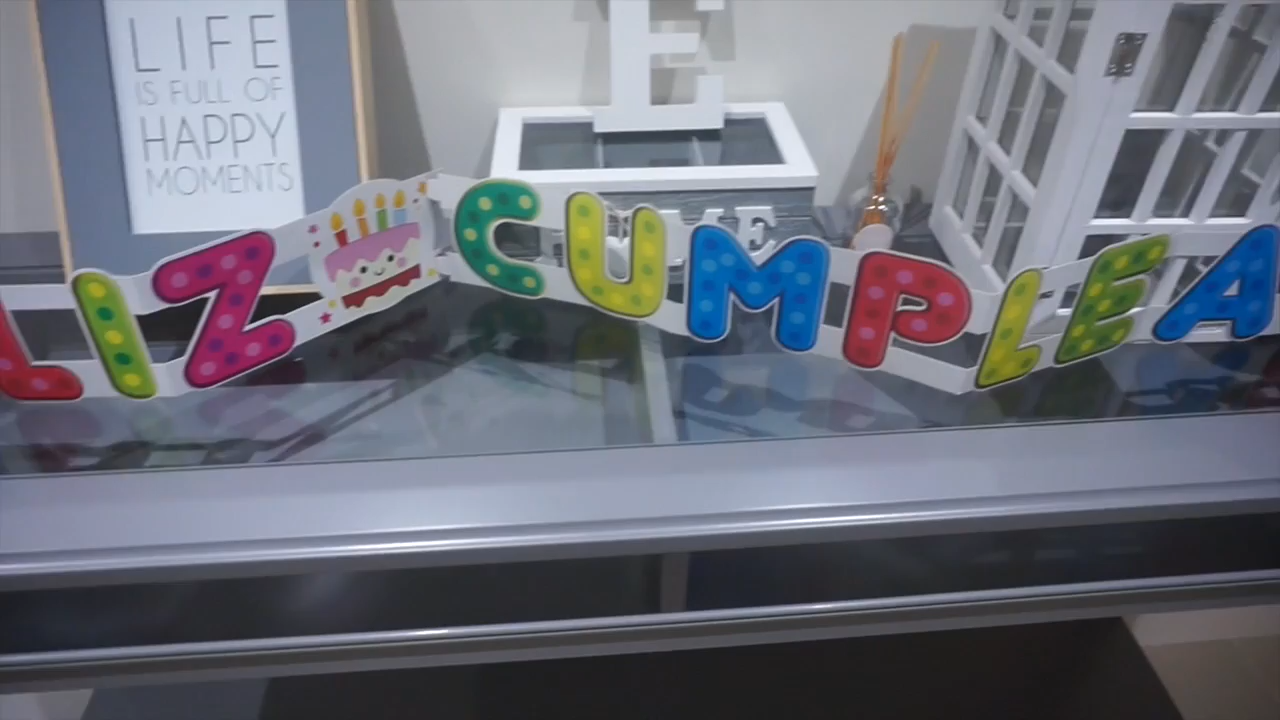 LIFE
IS FULL OF
HAPPY
MOMENTS
E
LIZ CUMPLEA